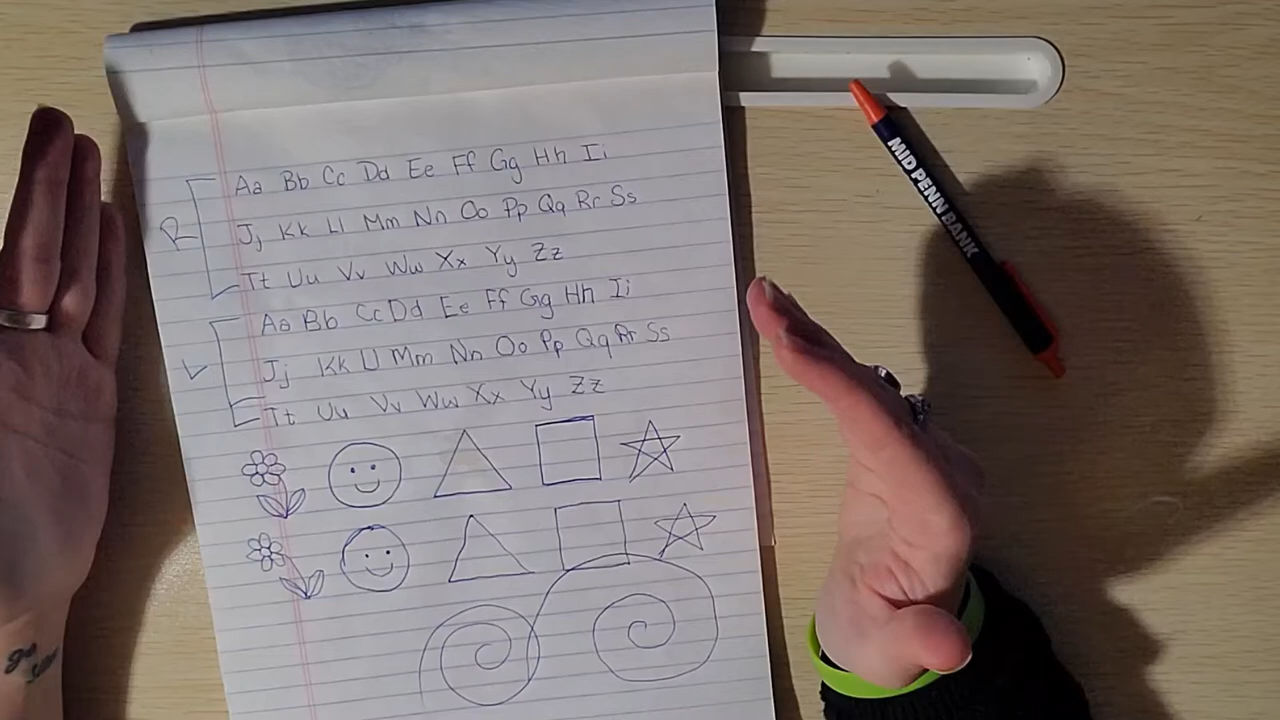 R
Aa Bb Cc Dd Ee Ff Gg Hh Ii
Jj Kk Ll Mm Nn Oo Pp Qq Rr Ss
Tt Uu Vv Ww Xx Yy Zz
L
Aa Bb Cc Dd Ee Ff Gg Hh Ii
Jj Kk Ll Mm Nn Oo Pp Qq Rr Ss
Tt Uu Vv Ww Xx Yy Zz
MID PENN BANK